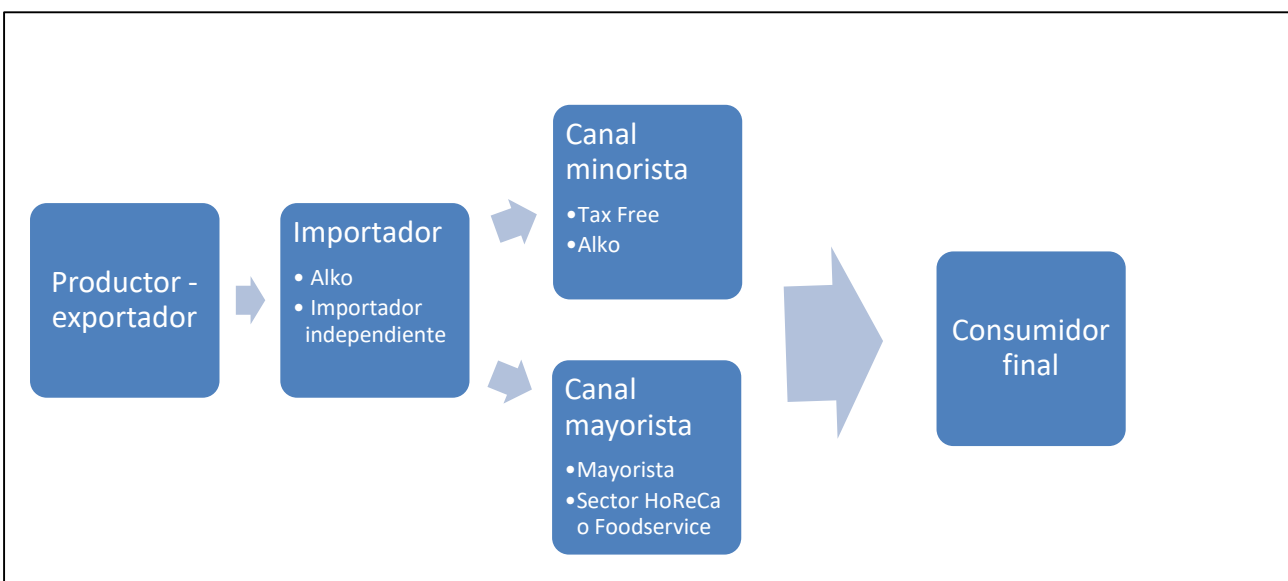 Productor -
exportador
Importador
• Alko
• Importador
independiente
Canal
minorista
•Tax Free
•Alko
Canal
mayorista
•Mayorista
•Sector HoReCa
o Foodservice
Consumidor
final